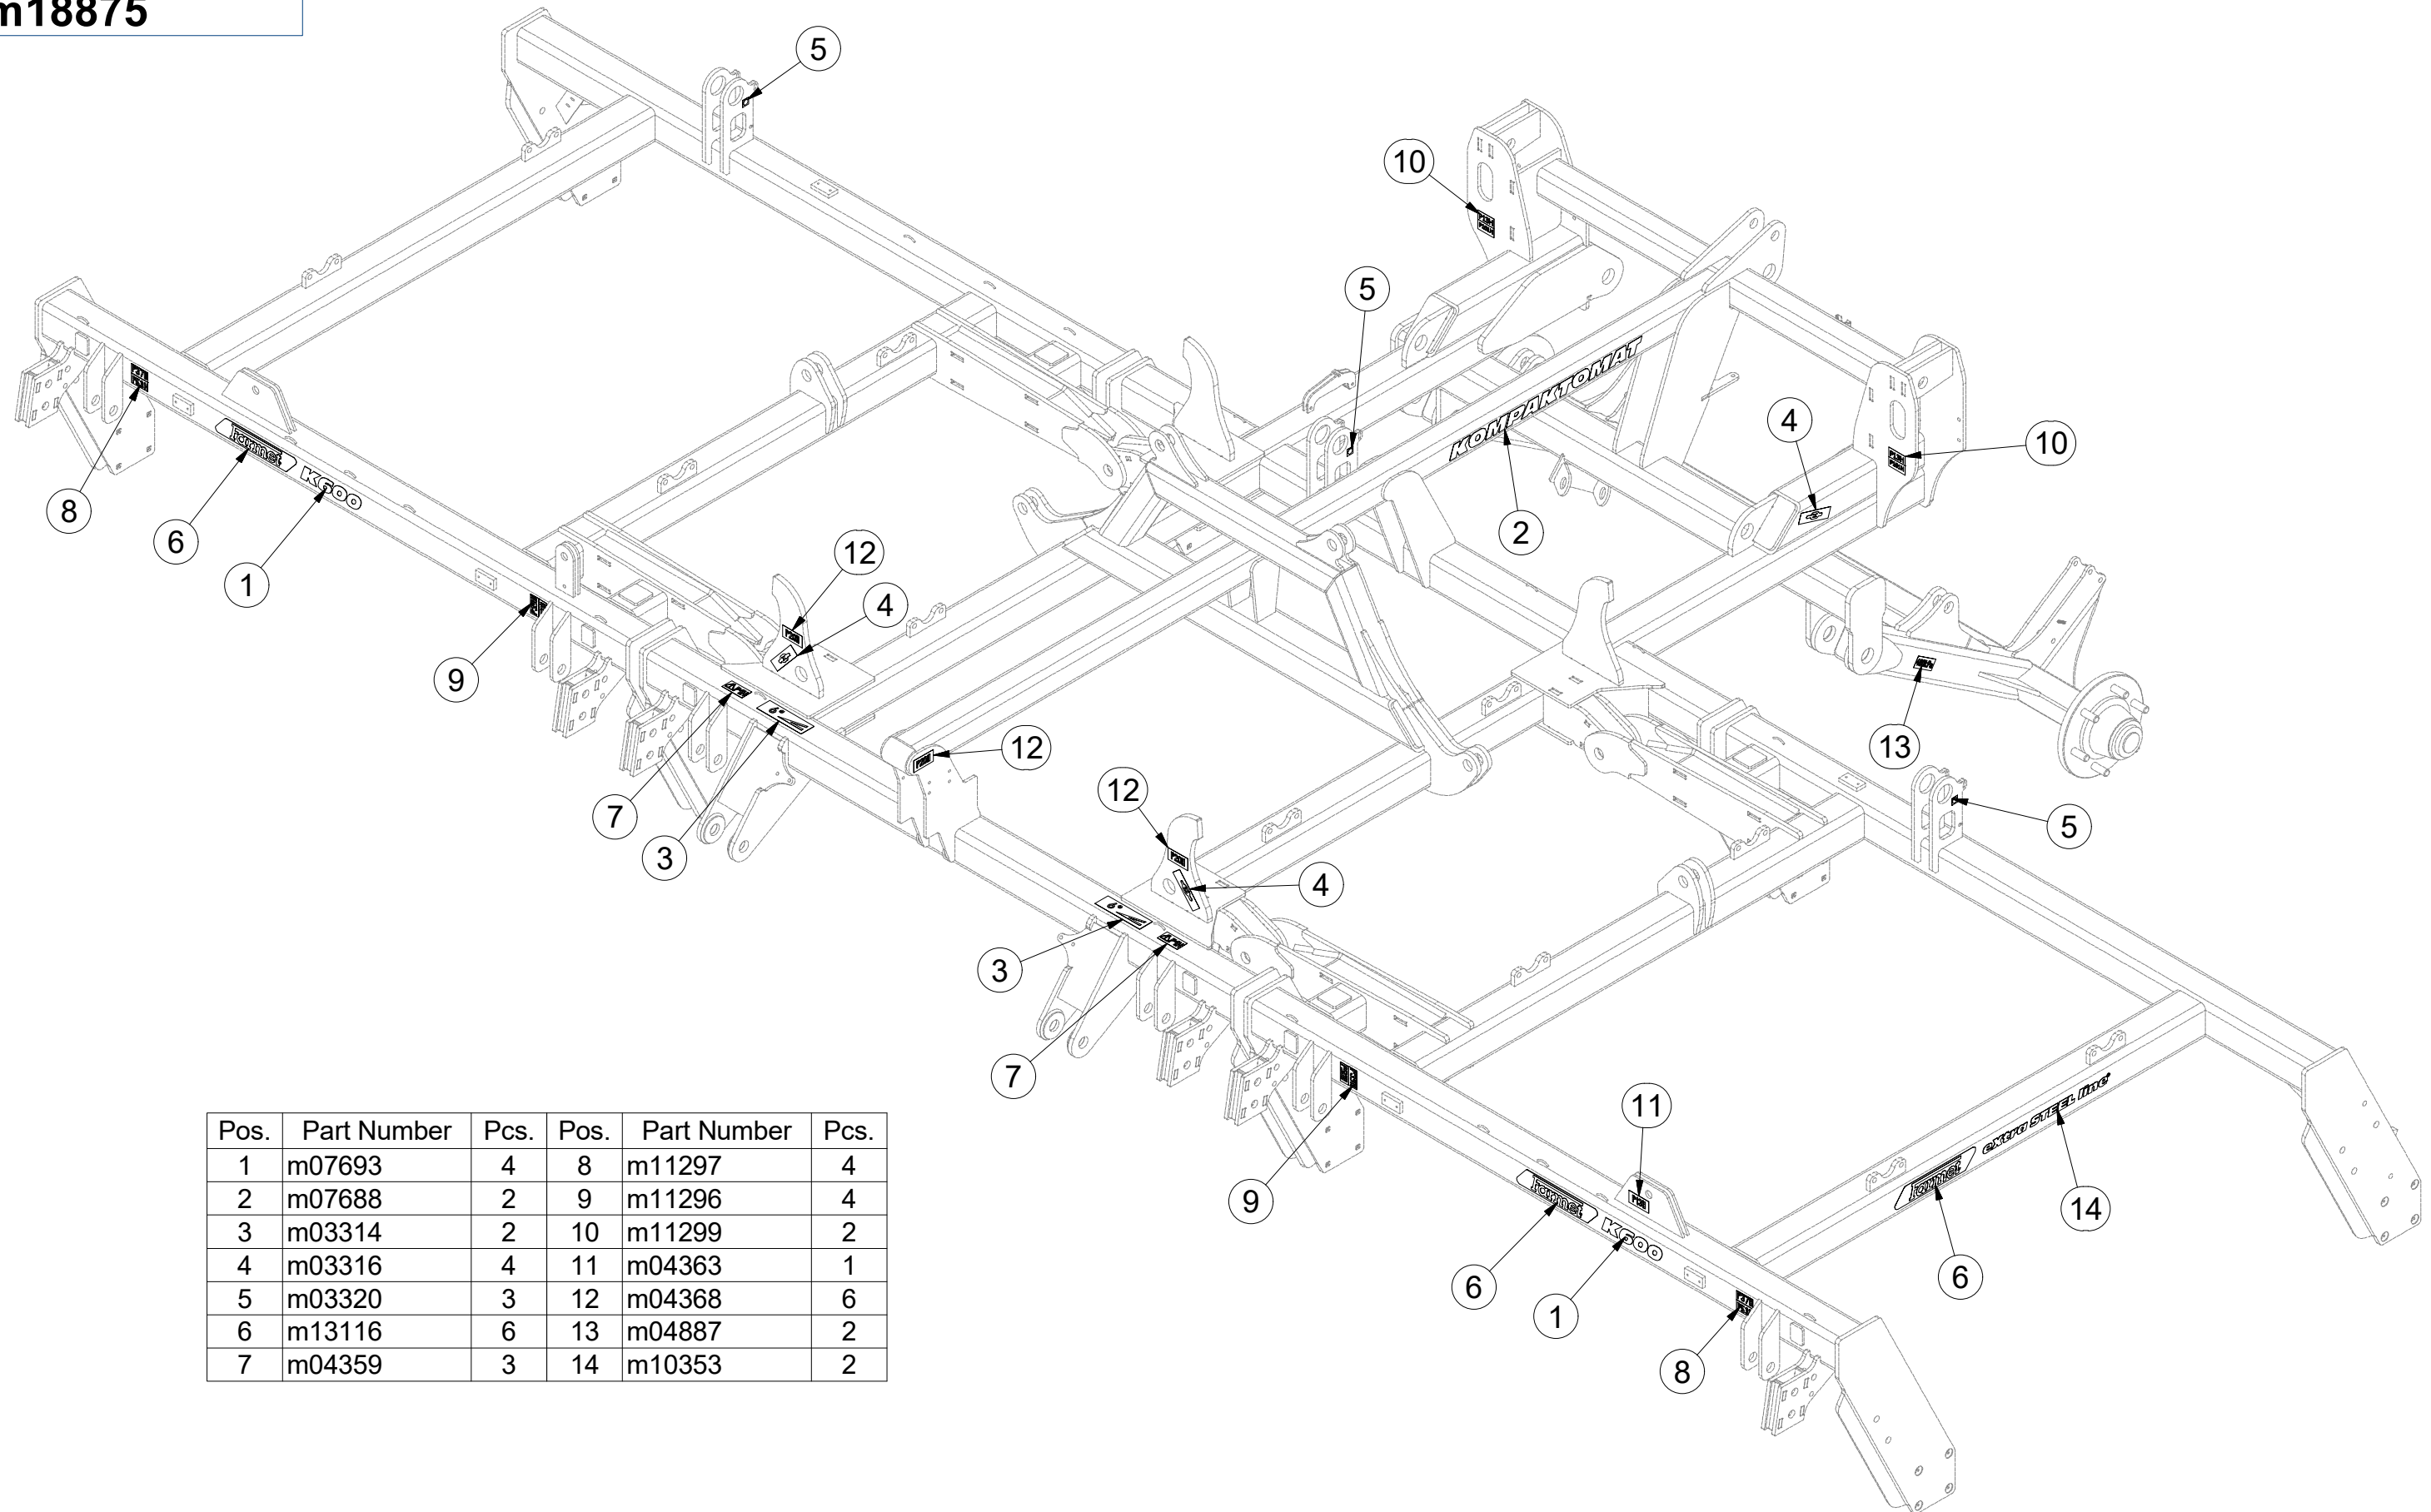 m18875
5
10
5
4
10
KOMPAKTOMAT
2
8
6
1
Farmet K600
12
4
9
7
3
12
13
12
5
4
3
7
11
9
extra STEEL line®
Farmet
14
6
Farmet K600
6
1
8
Pos. Part Number Pcs. Pos. Part Number Pcs.
1 m07693 4 8 m11297 4
2 m07688 2 9 m11296 4
3 m03314 2 10 m11299 2
4 m03316 4 11 m04363 1
5 m03320 3 12 m04368 6
6 m13116 6 13 m04887 2
7 m04359 3 14 m10353 2